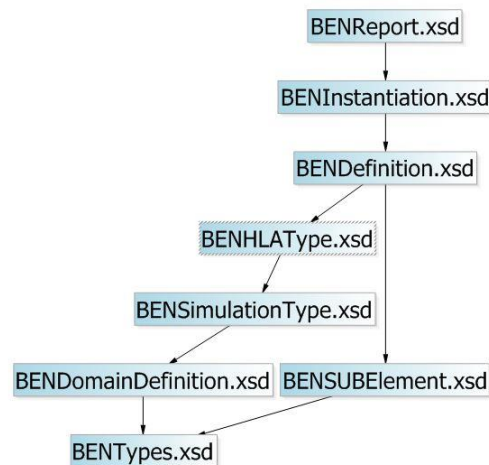 BENReport.xsd
BENInstantiation.xsd
BENDefinition.xsd
BENHLAType.xsd
BENSimulationType.xsd
BENDomainDefinition.xsd
BENSUBElement.xsd
BENTypes.xsd